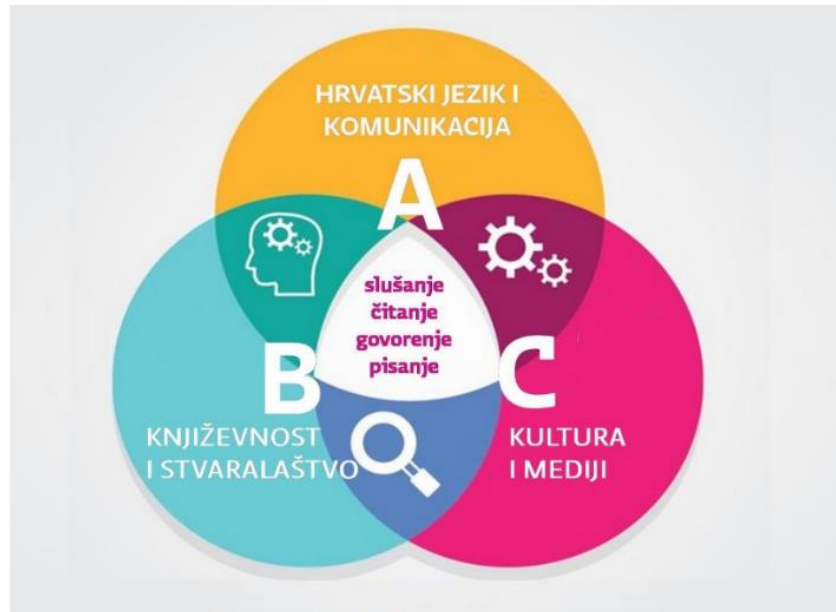 HRVATSKI JEZIK I
KOMUNIKACIJA
A
slušanje
čitanje
govorenje
pisanje
B
KNJIŽEVNOST
I STVARALAŠTVO
C
KULTURA
I MEDIJI